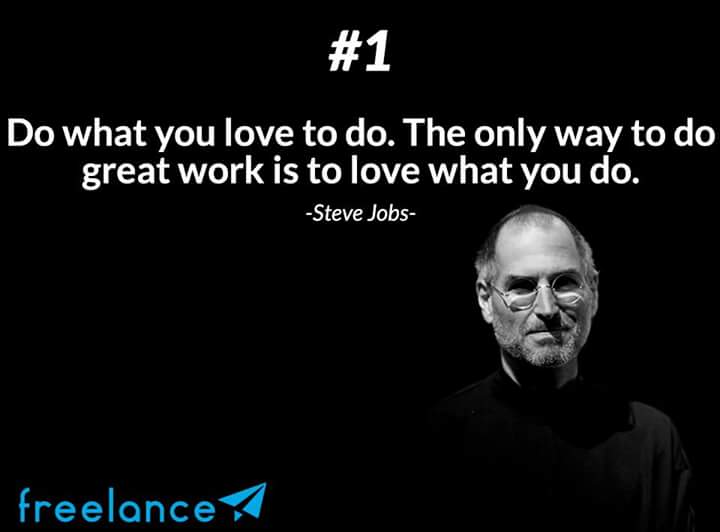 #1
Do what you love to do. The only way to do
great work is to love what you do.
-Steve Jobs-
freelance